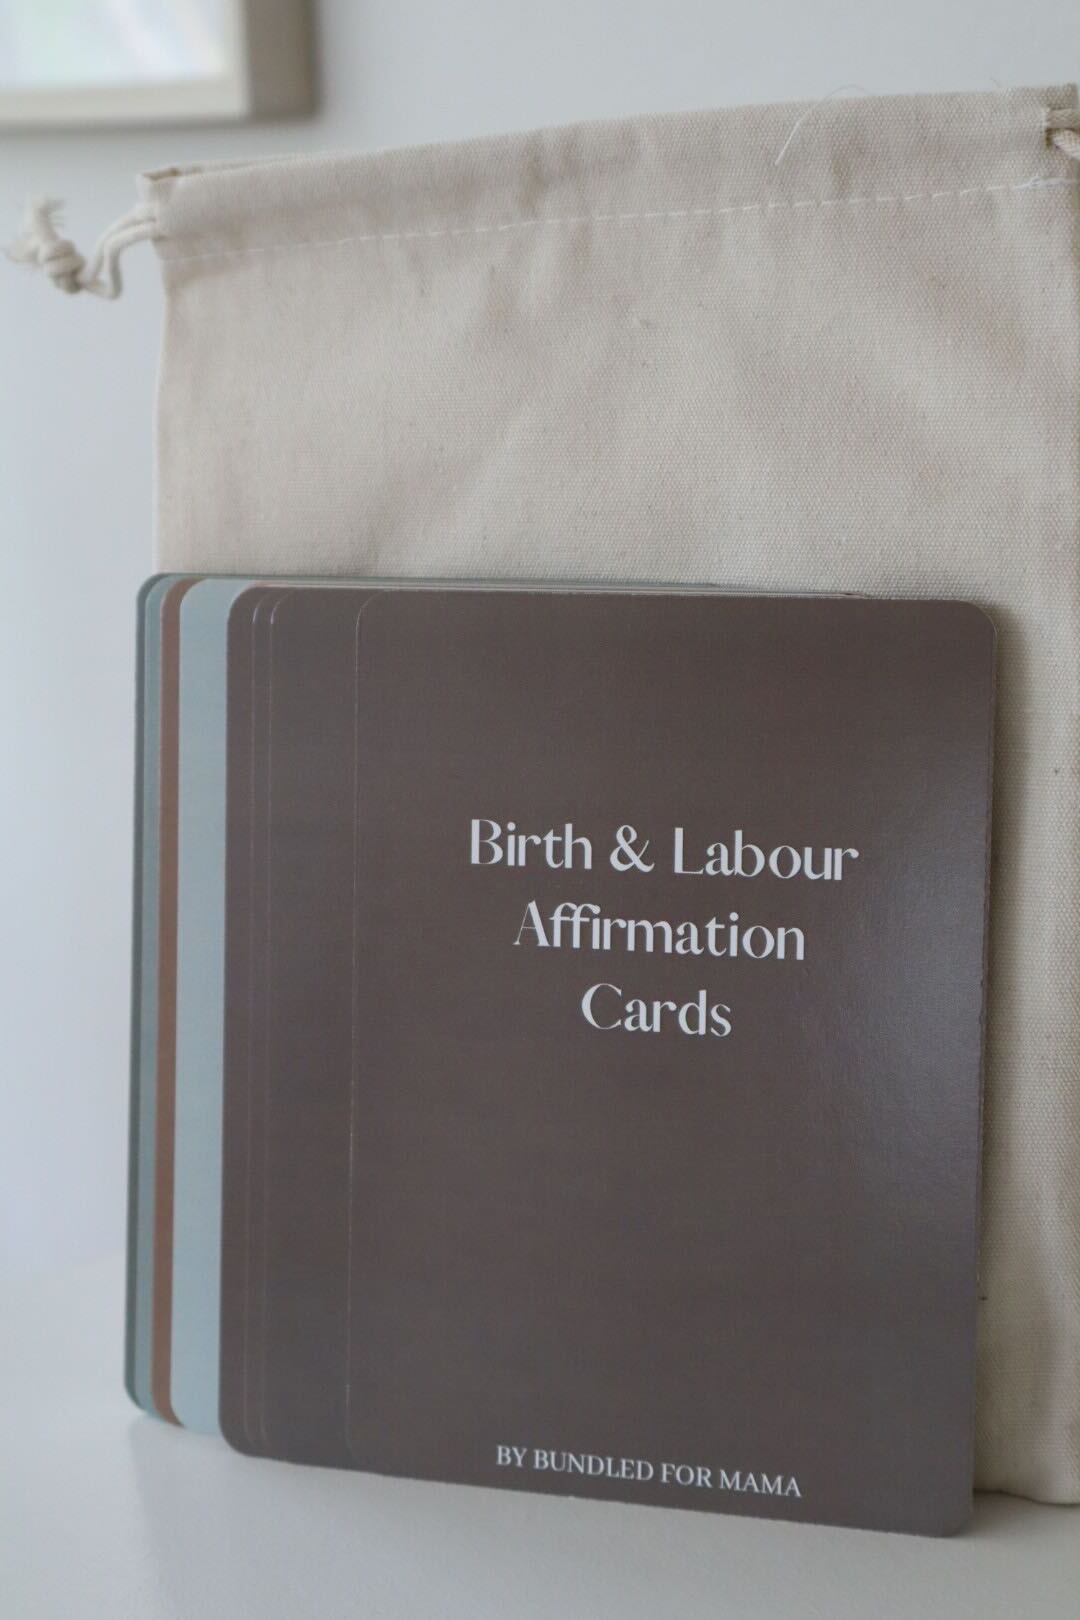 Birth & Labour
Affirmation
Cards
BY BUNDLED FOR MAMA